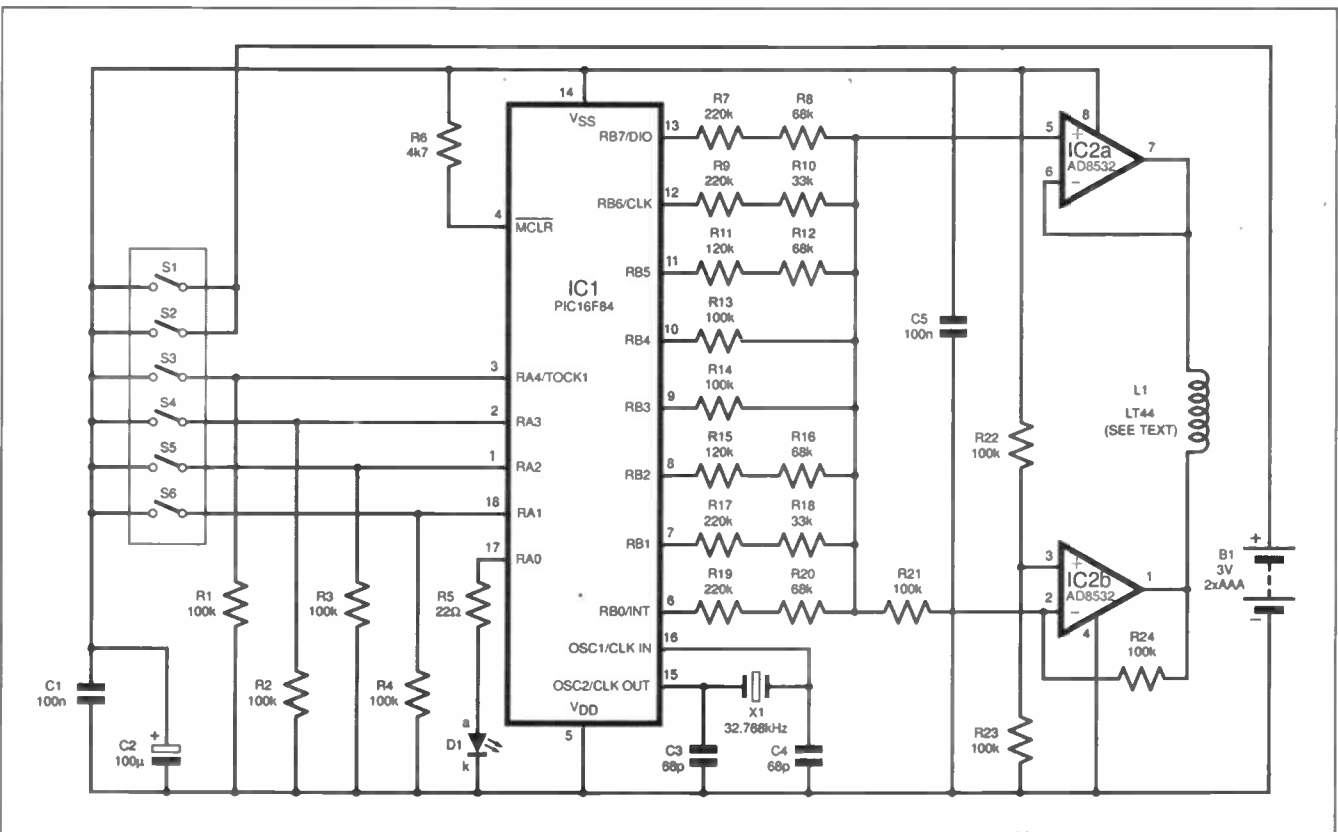 S1
S2
S3
S4
S5
S6
R6
4k7
14
VSS
4
MCLR
IC1
PIC16F84
3
RA4/TOCK1
2
RA3
1
RA2
18
RA1
17
RA0
RB7/DIO
13
RB6/CLK
12
RB5
11
RB4
10
RB3
9
RB2
8
RB1
7
RB0/INT
6
OSC1/CLK IN
16
OSC2/CLK OUT
15
VDD
5
R7
220k
R8
68k
R9
220k
R10
33k
R11
120k
R12
68k
R13
100k
R14
100k
R15
120k
R16
68k
R17
220k
R18
33k
R19
220k
R20
68k
R21
100k
C5
100n
R22
100k
R23
100k
5
+
8
IC2a
AD8532
6
−
7
L1
LT44
(SEE TEXT)
3
+
IC2b
AD8532
2
−
4
1
R24
100k
+
B1
3V
2xAAA
−
R1
100k
R2
100k
R3
100k
R4
100k
R5
22Ω
a
D1
k
C1
100n
+
C2
100µ
X1
32.768kHz
C3
68p
C4
68p